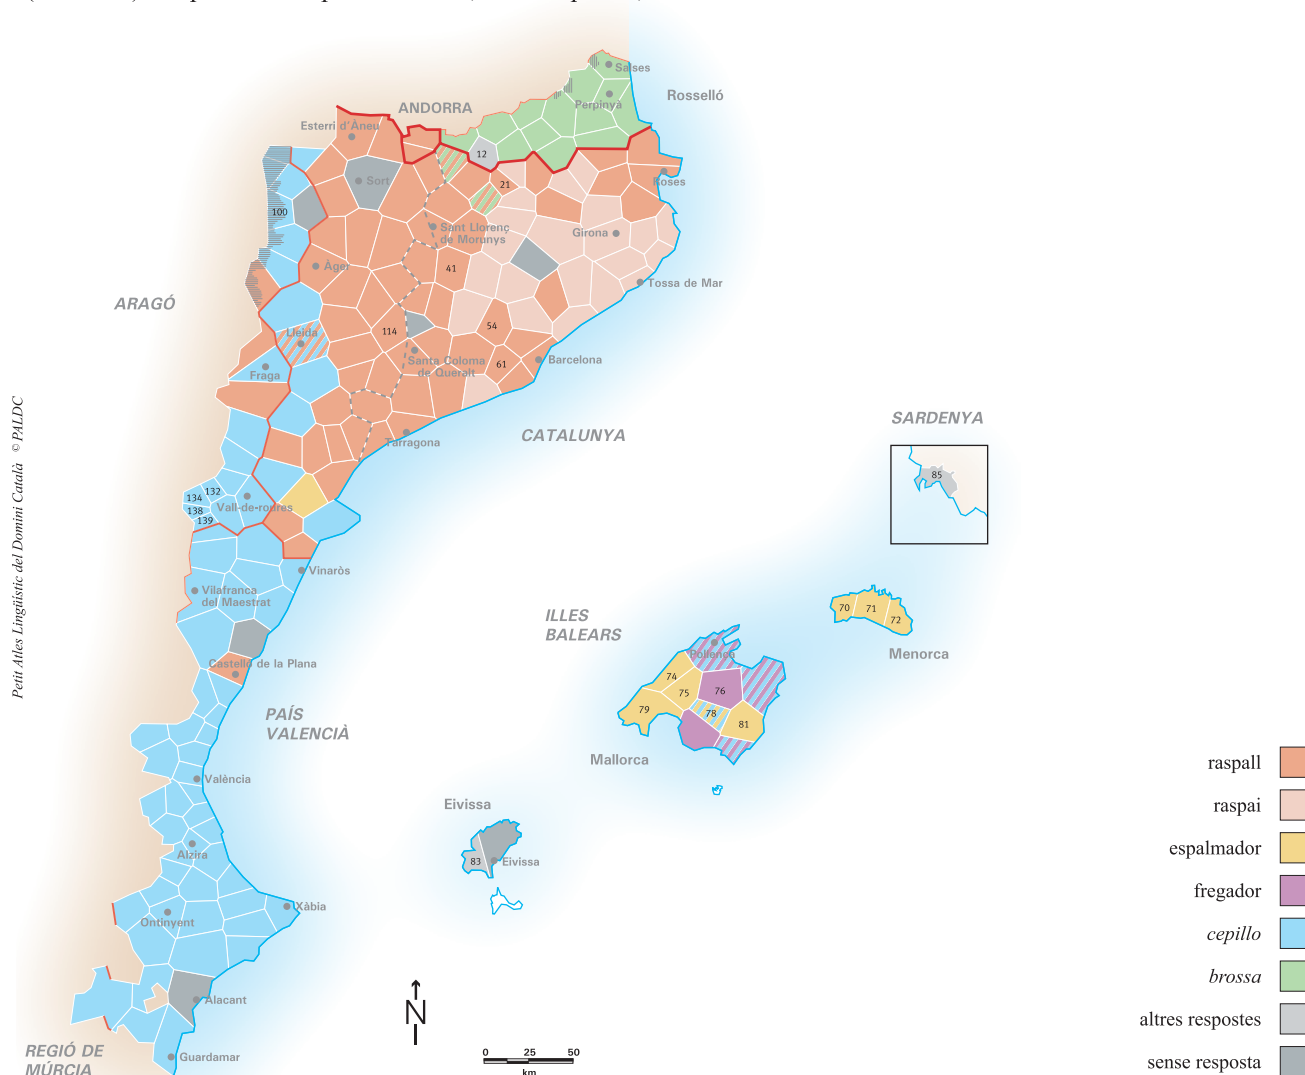 Salses
Rosselló
Perpinyà
ANDORRA
Esterri d'Àneu
12
Sort
21
Roses
100
Sant Llorenç
de Morunys
Girona
Àger
41
Tossa de Mar
ARAGÓ
Lleida
114
54
Santa Coloma
de Queralt
61
Barcelona
Fraga
Tarragona
CATALUNYA
SARDENYA
85
134
132
138
139
Vall-de-roures
Vinaròs
Vilafranca
del Maestrat
Castelló de la Plana
ILLES
BALEARS
70
71
72
Menorca
Pollença
74
75
76
78
79
81
Mallorca
PAÍS
VALENCIÀ
València
Eivissa
83
Eivissa
Alzira
Xàbia
Ontinyent
Alacant
Guardamar
REGIÓ DE
MÚRCIA
N
0 25 50
km
Petit Atles Lingüístic del Domini Català © PALDC
raspall
raspai
espalmador
fregador
cepillo
brossa
altres respostes
sense resposta